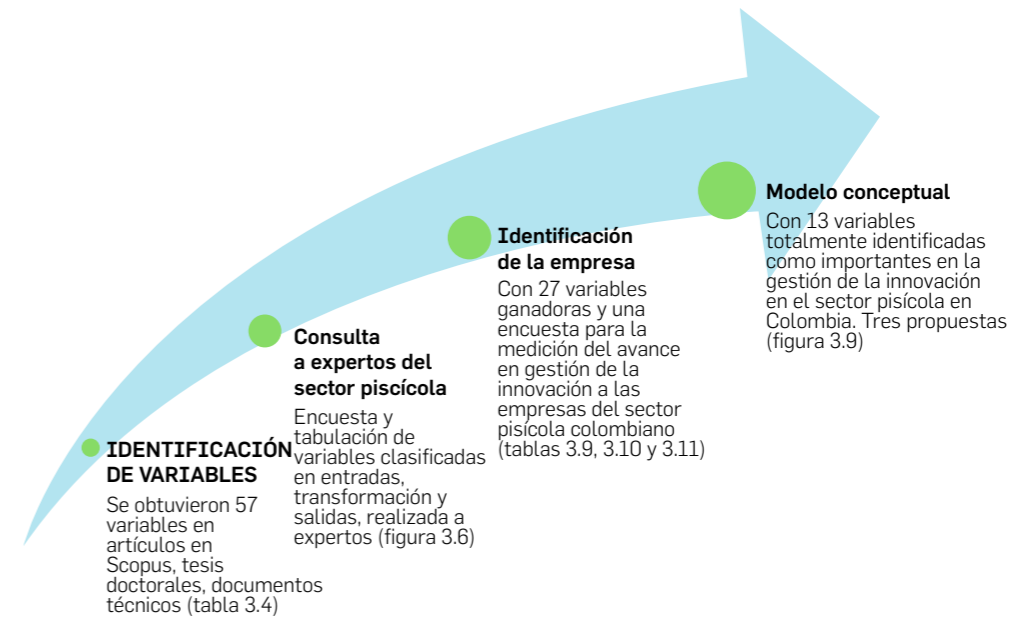 IDENTIFICACIÓN
DE VARIABLES
Se obtuvieron 57
variables en
artículos en
Scopus, tesis
doctorales, documentos
técnicos (tabla 3.4)
Consulta
a expertos del
sector piscícola
Encuesta y
tabulación de
variables clasificadas
en entradas,
transformación y
salidas, realizada a
expertos (figura 3.6)
Identificación
de la empresa
Con 27 variables
ganadoras y una
encuesta para la
medición del avance
en gestión de la
innovación a las
empresas del sector
pisícola colombiano
(tablas 3.9, 3.10 y 3.11)
Modelo conceptual
Con 13 variables
totalmente identificadas
como importantes en la
gestión de la innovación
en el sector pisícola en
Colombia. Tres propuestas
(figura 3.9)